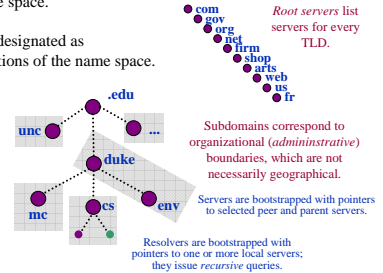 e space.
designated as
tions of the name space.
com
gov
org
net
firm
shop
arts
web
us
fr
Root servers list
servers for every
TLD.
.edu
unc
...
duke
mc
cs
env
Subdomains correspond to
organizational (admininstrative)
boundaries, which are not
necessarily geographical.
Servers are bootstrapped with pointers
to selected peer and parent servers.
Resolvers are bootstrapped with
pointers to one or more local servers;
they issue recursive queries.